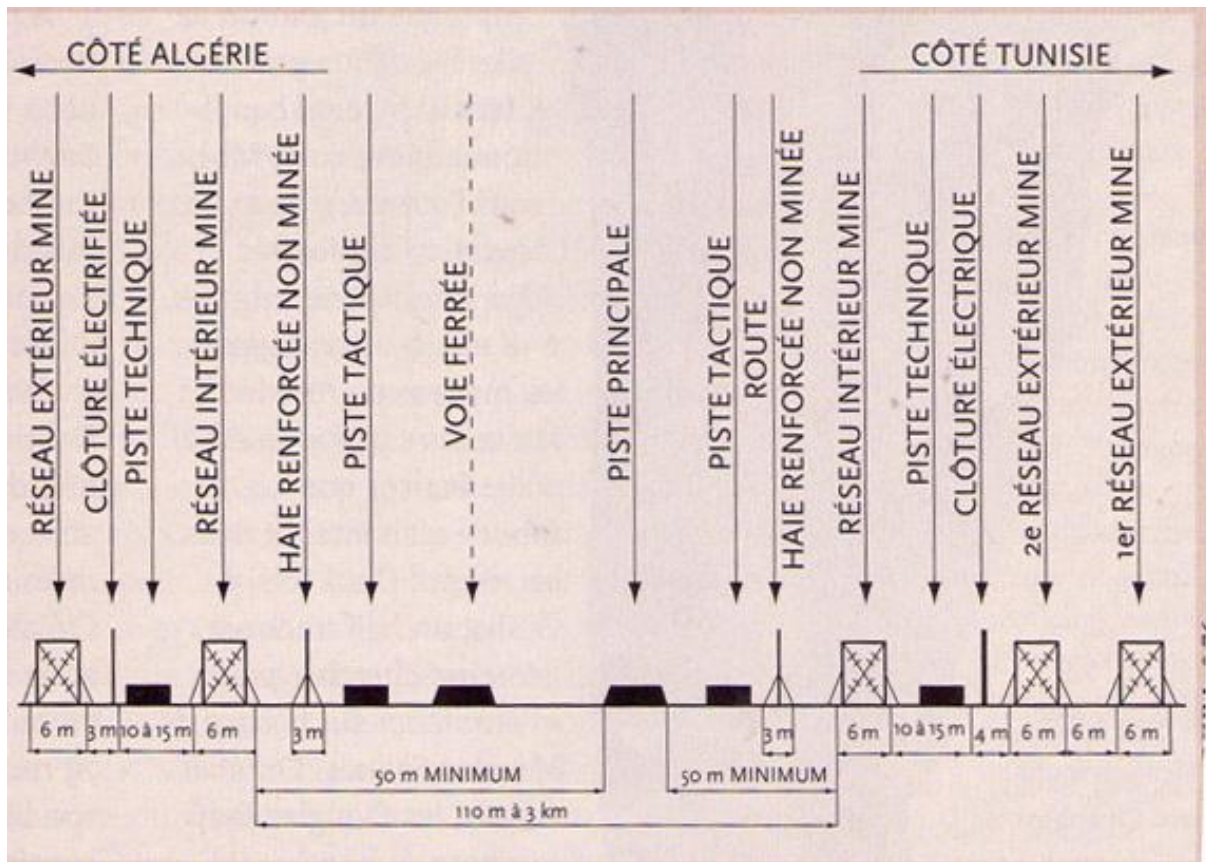 CÔTÉ ALGÉRIE
CÔTÉ TUNISIE
RÉSEAU EXTÉRIEUR MINE
CLÔTURE ÉLECTRIFIÉE
PISTE TECHNIQUE
RÉSEAU INTÉRIEUR MINE
HAIE RENFORCÉE NON MINÉE
PISTE TACTIQUE
VOIE FERRÉE
PISTE PRINCIPALE
PISTE TACTIQUE
ROUTE
HAIE RENFORCÉE NON MINÉE
RÉSEAU INTÉRIEUR MINE
PISTE TECHNIQUE
CLÔTURE ÉLECTRIQUE
2e RÉSEAU EXTÉRIEUR MINE
1er RÉSEAU EXTÉRIEUR MINE
6 m
3 m
10 à 15 m
6 m
3 m
3 m
6 m
10 à 15 m
4 m
6 m
6 m
6 m
50 m MINIMUM
50 m MINIMUM
110 m à 3 km